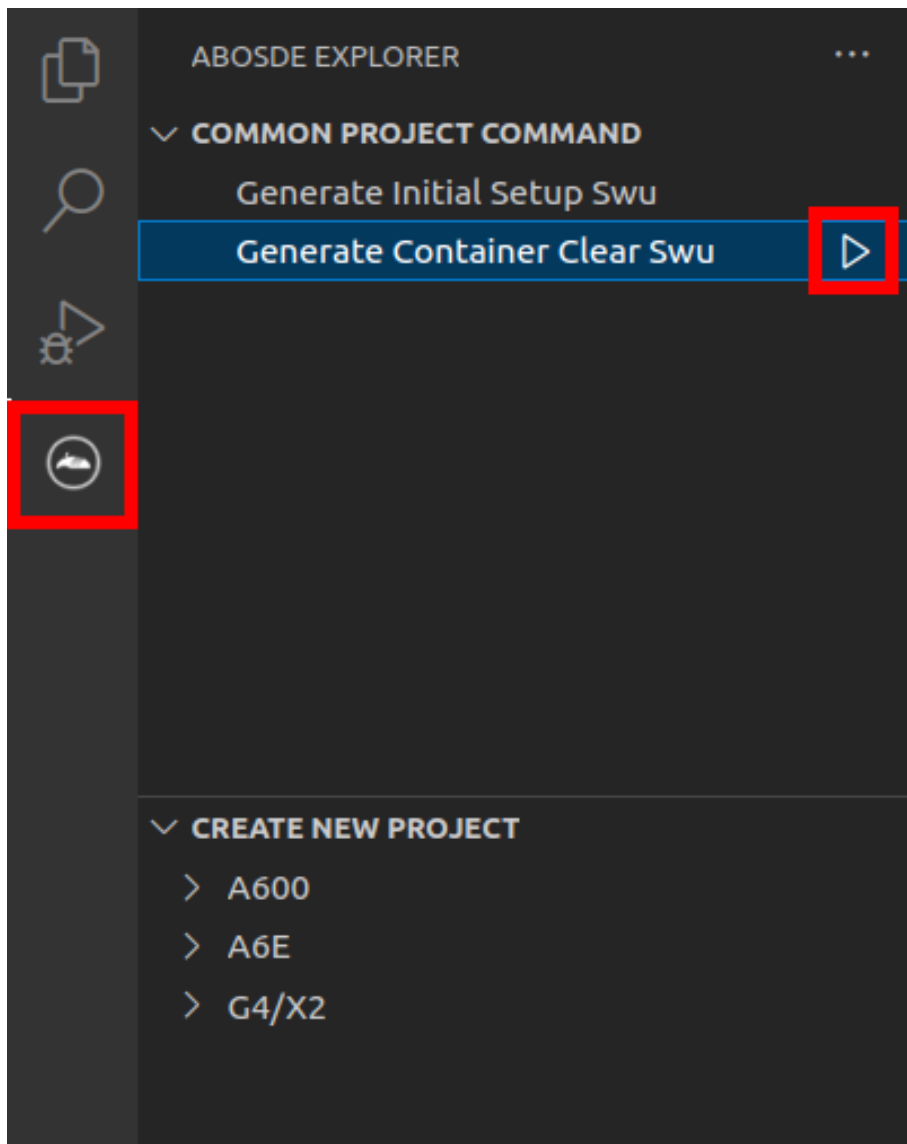 ABOSDE EXPLORER
COMMON PROJECT COMMAND
Generate Initial Setup Swu
Generate Container Clear Swu
CREATE NEW PROJECT
A600
A6E
G4/X2